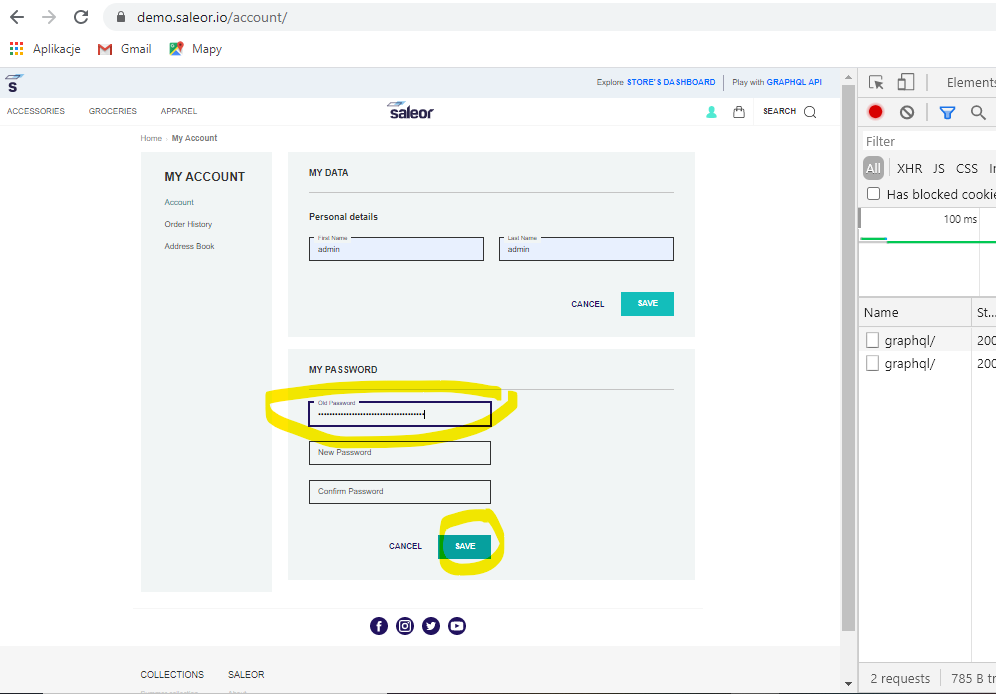 demo.saleor.io/account/
Aplikacje Gmail Mapy
S Explore STORE'S DASHBOARD Play with GRAPHQL API
Elements
ACCESSORIES GROCERIES APPAREL saleor SEARCH
Home My Account
Filter
All XHR JS CSS
Has blocked cookie
100 ms
MY ACCOUNT
Account
Order History
Address Book
MY DATA
Personal details
First Name Last Name
admin admin
CANCEL SAVE
Name St...
graphql/ 200
graphql/ 200
MY PASSWORD
Old Password
New Password
Confirm Password
CANCEL SAVE
COLLECTIONS SALEOR
2 requests 785 B tr